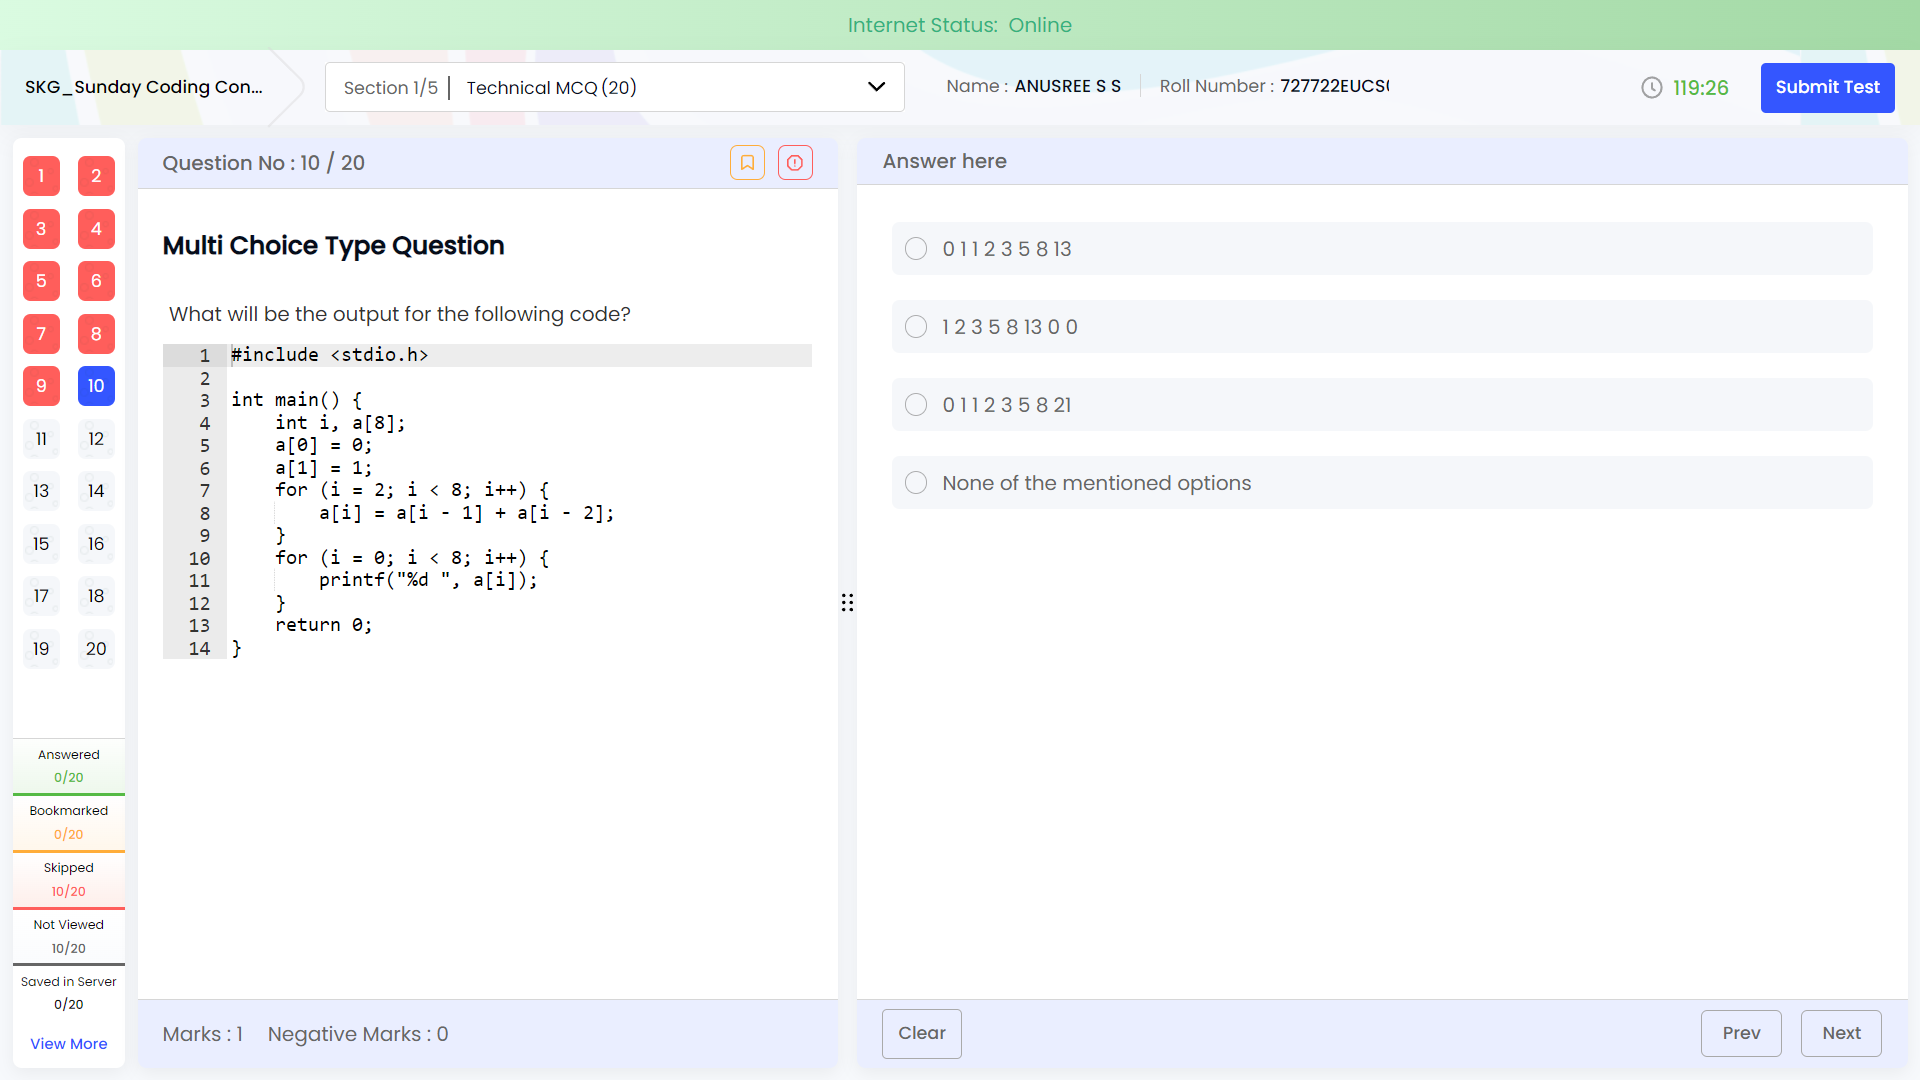 Internet Status: Online
SKG_Sunday Coding Con...
Section 1/5 | Technical MCQ (20)
Name : ANUSREE S S
Roll Number : 727722EUCS
119:26
Submit Test
1 2
3 4
5 6
7 8
9 10
11 12
13 14
15 16
17 18
19 20
Answered
0/20
Bookmarked
0/20
Skipped
10/20
Not Viewed
10/20
Saved in Server
0/20
View More
Question No : 10 / 20
Multi Choice Type Question
What will be the output for the following code?
1 #include <stdio.h>
2
3 int main() {
4     int i, a[8];
5     a[0] = 0;
6     a[1] = 1;
7     for (i = 2; i < 8; i++) {
8         a[i] = a[i - 1] + a[i - 2];
9     }
10     for (i = 0; i < 8; i++) {
11         printf("%d ", a[i]);
12     }
13     return 0;
14 }
Marks : 1 Negative Marks : 0
Answer here
0 1 1 2 3 5 8 13
1 2 3 5 8 13 0 0
0 1 1 2 3 5 8 21
None of the mentioned options
Clear
Prev
Next